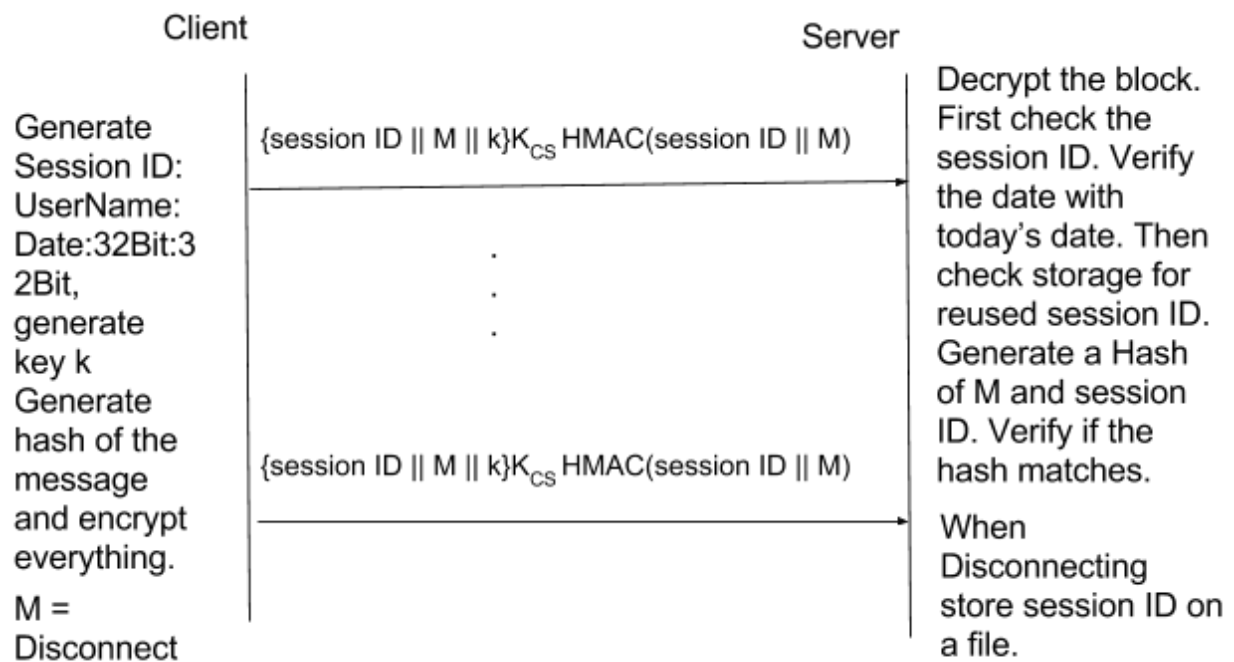 Client
Server
Generate
Session ID:
UserName:
Date:32Bit:3
2Bit,
generate
key k
Generate
hash of the
message
and encrypt
everything.
M =
Disconnect
{session ID || M || k}K_CS HMAC(session ID || M)
.
.
.
{session ID || M || k}K_CS HMAC(session ID || M)
Decrypt the block.
First check the
session ID. Verify
the date with
today's date. Then
check storage for
reused session ID.
Generate a Hash
of M and session
ID. Verify if the
hash matches.
When
Disconnecting
store session ID on
a file.